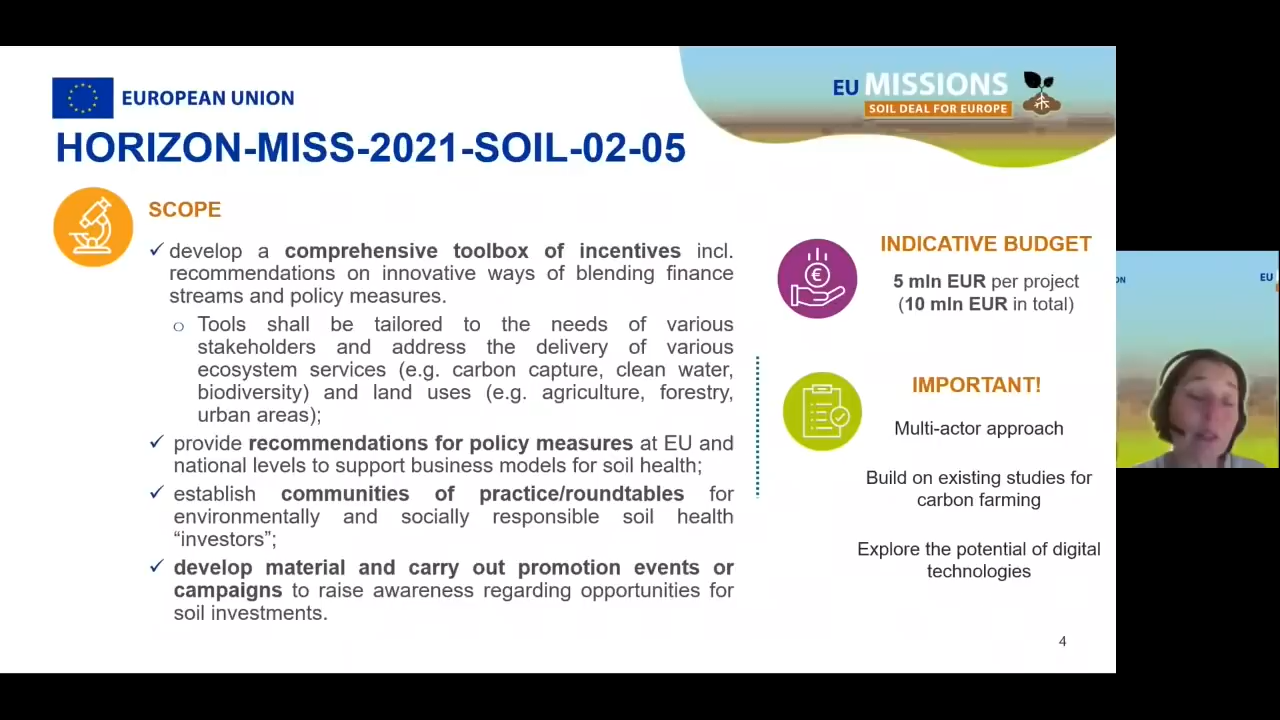 EUROPEAN UNION
EU MISSIONS
SOIL DEAL FOR EUROPE
HORIZON-MISS-2021-SOIL-02-05
SCOPE
✓ develop a comprehensive toolbox of incentives incl.
recommendations on innovative ways of blending finance
streams and policy measures.
o Tools shall be tailored to the needs of various
stakeholders and address the delivery of various
ecosystem services (e.g. carbon capture, clean water,
biodiversity) and land uses (e.g. agriculture, forestry,
urban areas);
✓ provide recommendations for policy measures at EU and
national levels to support business models for soil health;
✓ establish communities of practice/roundtables for
environmentally and socially responsible soil health
“investors”;
✓ develop material and carry out promotion events or
campaigns to raise awareness regarding opportunities for
soil investments.
INDICATIVE BUDGET
5 mln EUR per project
(10 mln EUR in total)
IMPORTANT!
Multi-actor approach
Build on existing studies for
carbon farming
Explore the potential of digital
technologies
4
ON
EU